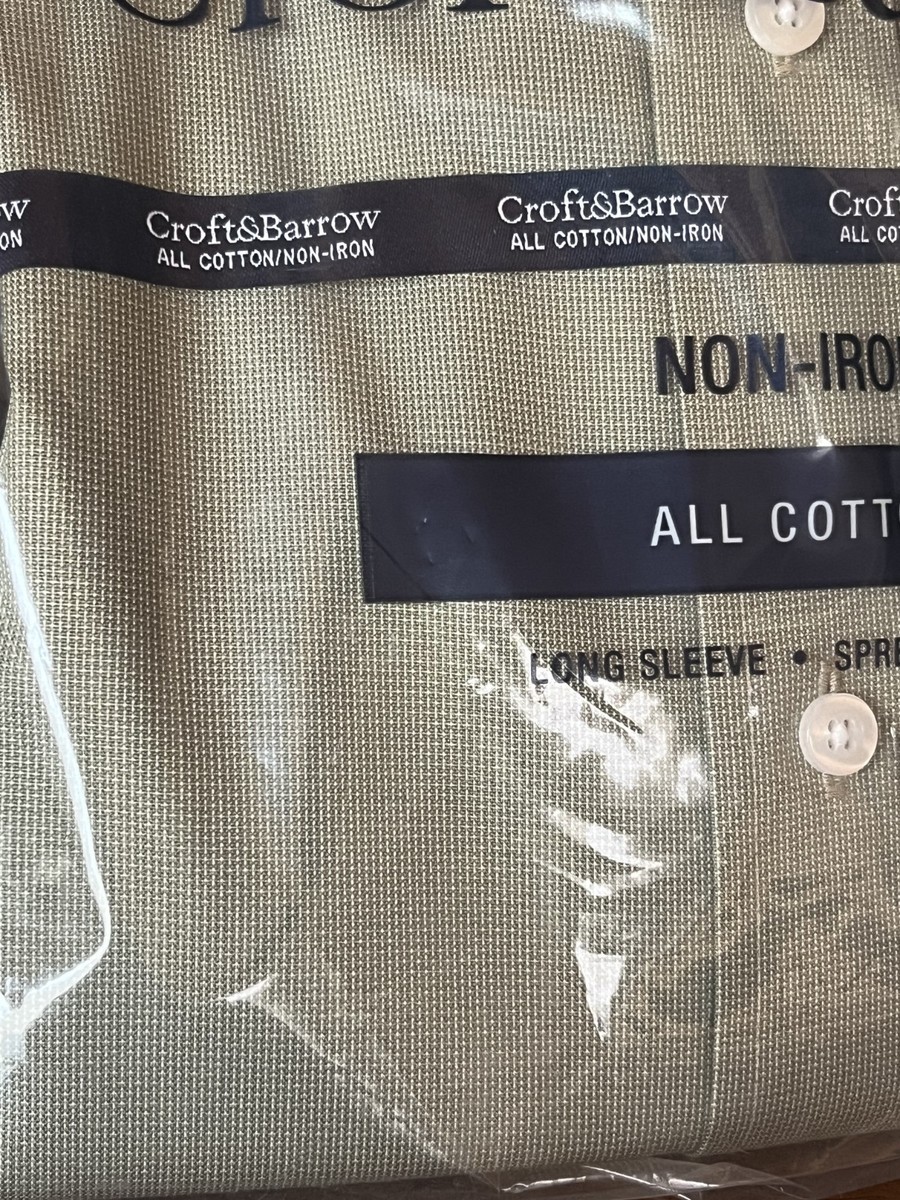 Croft&Barrow Croft&Barrow
ALL COTTON/NON-IRON ALL COTTON/NON-IRON ALL
NON-IRO
ALL COTT
LONG SLEEVE • SPRE